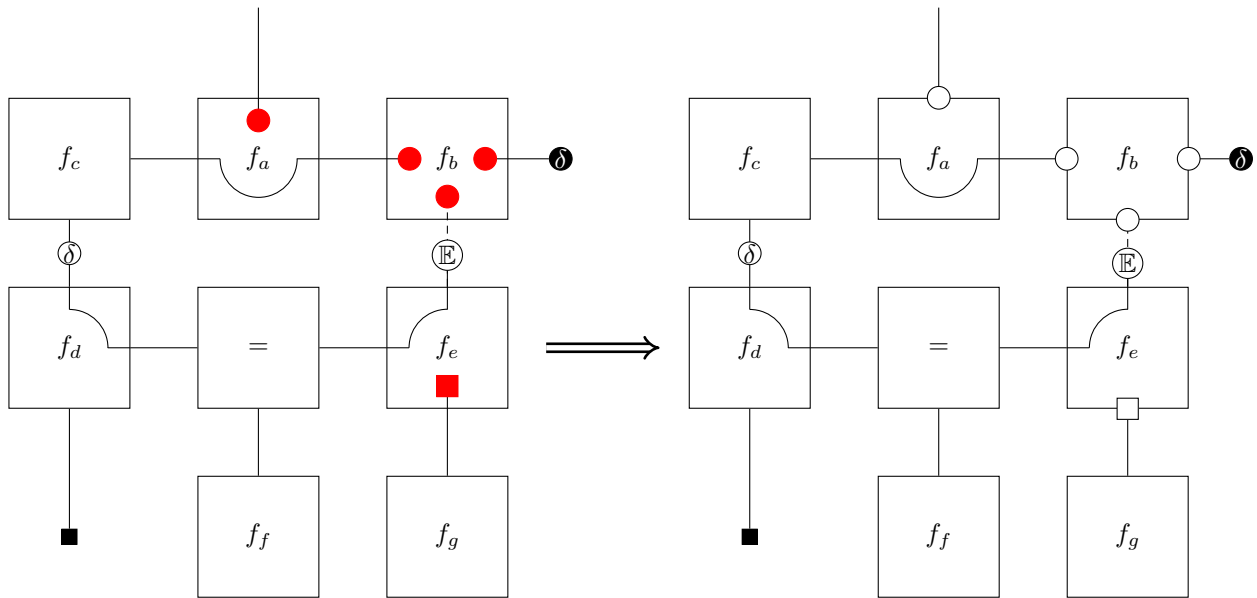 f_c f_a f_b δ
δ 𝔼
f_d = f_e
f_f f_g
f_c f_a f_b δ
δ 𝔼
f_d = f_e
f_f f_g